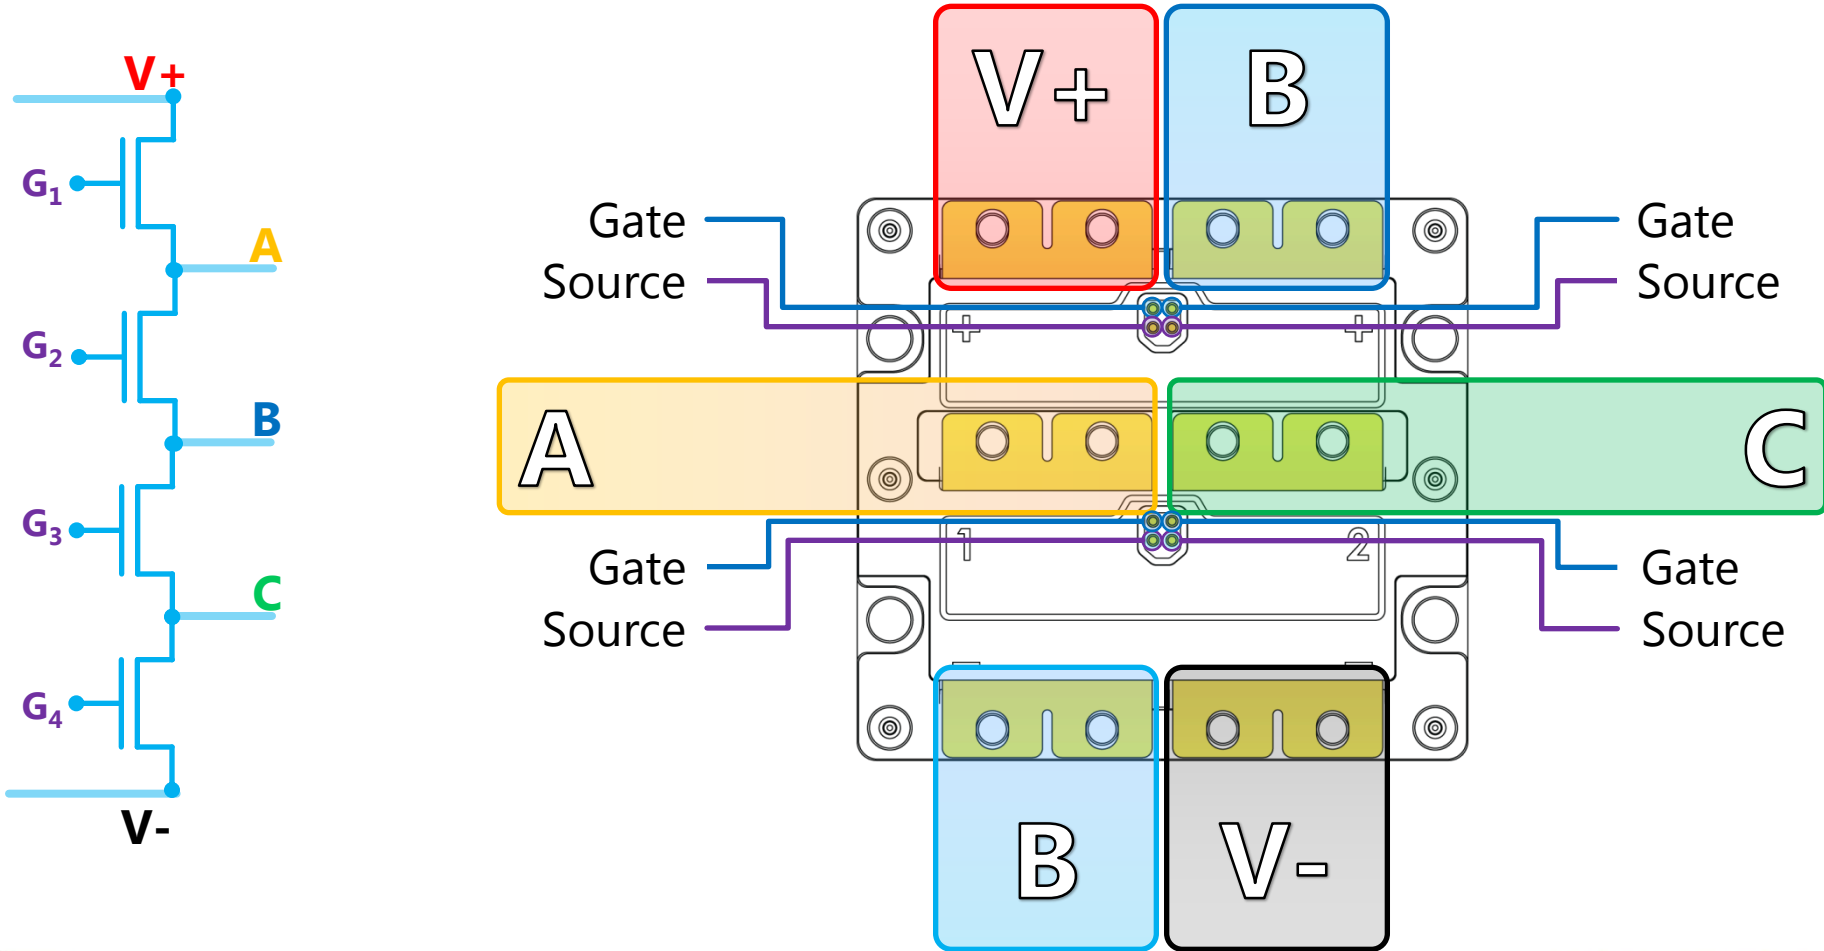 V+
G1
A
G2
B
G3
C
G4
V-
V+ B
Gate Gate
Source Source
+ +
A C
1 2
Gate Gate
Source Source
B V-